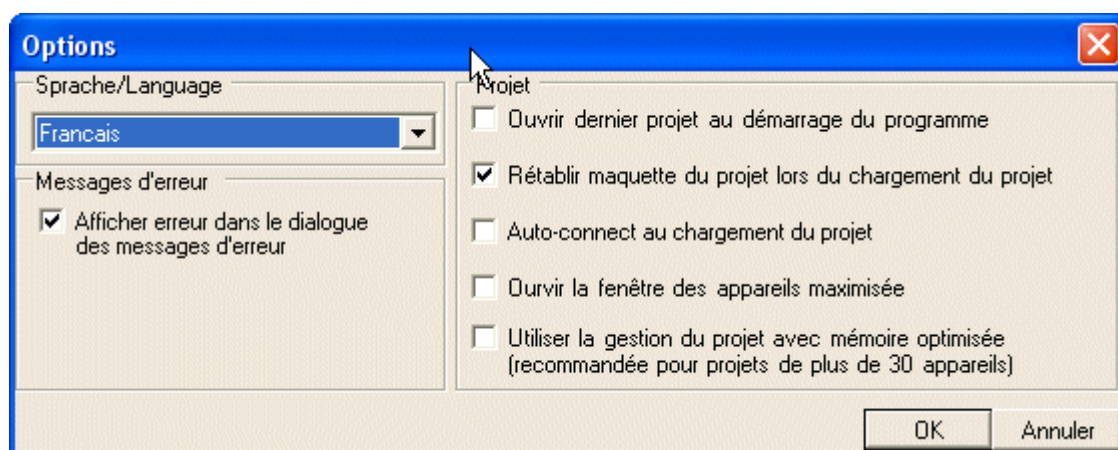 Options
Sprache/Language
Francais
Messages d'erreur
Afficher erreur dans le dialogue
des messages d'erreur
Projet
Ouvrir dernier projet au démarrage du programme
Rétablir maquette du projet lors du chargement du projet
Auto-connect au chargement du projet
Ourvir la fenêtre des appareils maximisée
Utiliser la gestion du projet avec mémoire optimisée
(recommandée pour projets de plus de 30 appareils)
OK
Annuler